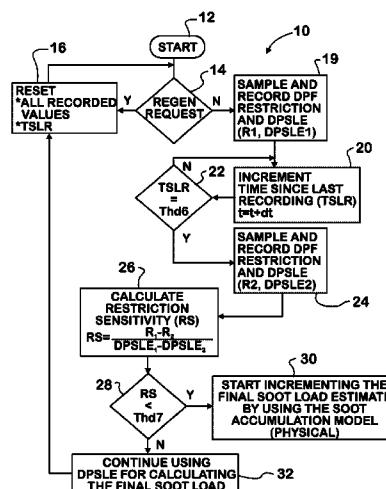 12
START
10
16
14
19
RESET
*ALL RECORDED
VALUES
*TSLR
Y
REGEN
REQUEST
N
SAMPLE AND
RECORD DPF
RESTRICTION
AND DPSLE
(R1, DPSLE1)
20
N
22
TSLR
=
Thd6
INCREMENT
TIME SINCE LAST
RECORDING (TSLR)
t=t+dt
Y
SAMPLE AND
RECORD DPF
RESTRICTION
AND DPSLE
(R2, DPSLE2)
24
26
CALCULATE
RESTRICTION
SENSITIVITY (RS)
RS= R₁-R₂
DPSLE₁-DPSLE₂
28
RS
<
Thd7
Y
30
START INCREMENTING THE
FINAL SOOT LOAD ESTIMATE
BY USING THE SOOT
ACCUMULATION MODEL
(PHYSICAL)
N
CONTINUE USING
DPSLE FOR CALCULATING
THE FINAL SOOT LOAD
32